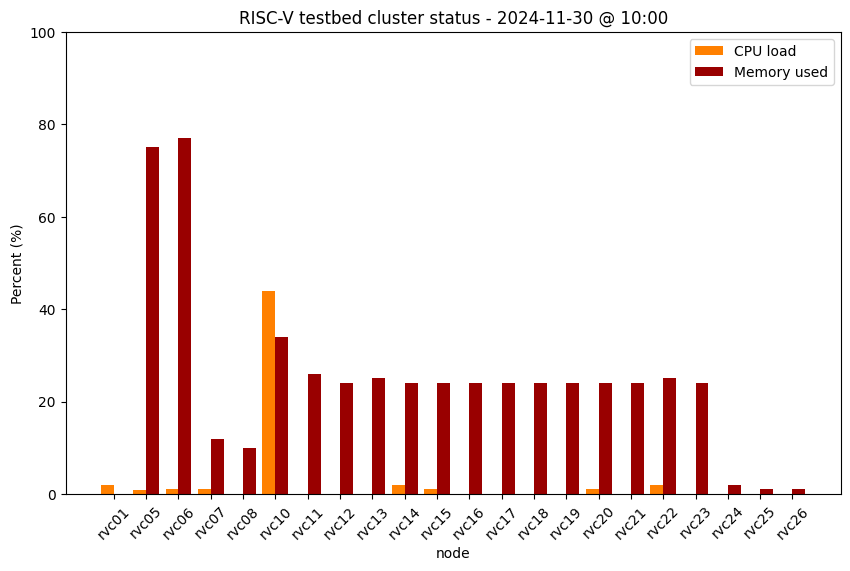 RISC-V testbed cluster status - 2024-11-30 @ 10:00
CPU load
Memory used
Percent (%)
100
80
60
40
20
0
rvc01
rvc05
rvc06
rvc07
rvc08
rvc10
rvc11
rvc12
rvc13
rvc14
rvc15
rvc16
rvc17
rvc18
rvc19
rvc20
rvc21
rvc22
rvc23
rvc24
rvc25
rvc26
node